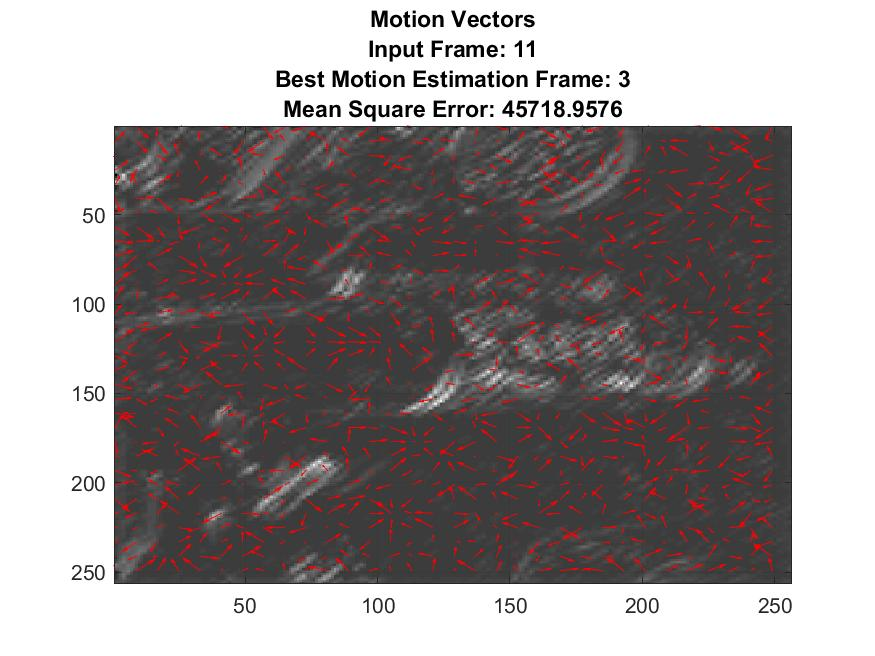 Motion Vectors
Input Frame: 11
Best Motion Estimation Frame: 3
Mean Square Error: 45718.9576
50
100
150
200
250
50
100
150
200
250